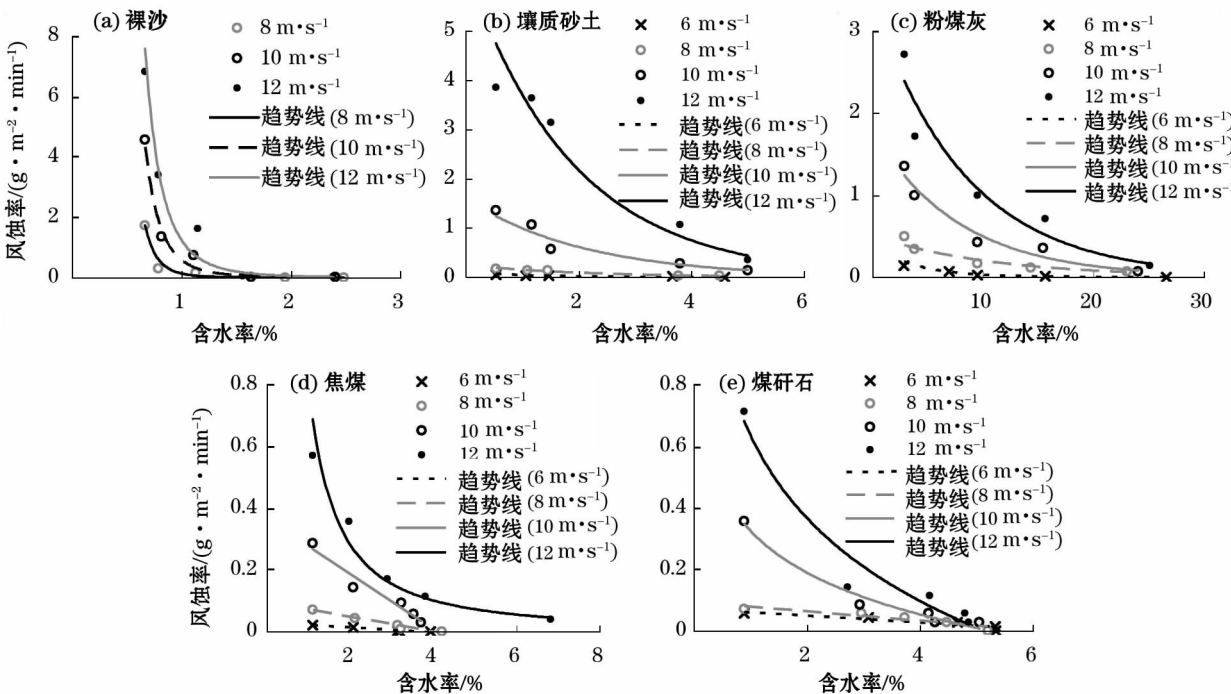 (a) 裸沙
8 m•s⁻¹
10 m•s⁻¹
12 m•s⁻¹
趋势线(8 m•s⁻¹)
趋势线(10 m•s⁻¹)
趋势线(12 m•s⁻¹)
8
6
4
2
0
1
2
3
风蚀率/(g•m⁻²•min⁻¹)
含水率/%
(b) 壤质砂土
6 m•s⁻¹
8 m•s⁻¹
10 m•s⁻¹
12 m•s⁻¹
趋势线(6 m•s⁻¹)
趋势线(8 m•s⁻¹)
趋势线(10 m•s⁻¹)
趋势线(12 m•s⁻¹)
5
4
3
2
1
0
2
4
6
含水率/%
(c) 粉煤灰
6 m•s⁻¹
8 m•s⁻¹
10 m•s⁻¹
12 m•s⁻¹
趋势线(6 m•s⁻¹)
趋势线(8 m•s⁻¹)
趋势线(10 m•s⁻¹)
趋势线(12 m•s⁻¹)
3
2
1
0
10
20
30
含水率/%
(d) 焦煤
6 m•s⁻¹
8 m•s⁻¹
10 m•s⁻¹
12 m•s⁻¹
趋势线(6 m•s⁻¹)
趋势线(8 m•s⁻¹)
趋势线(10 m•s⁻¹)
趋势线(12 m•s⁻¹)
0.8
0.6
0.4
0.2
0
2
4
6
8
风蚀率/(g•m⁻²•min⁻¹)
含水率/%
(e) 煤矸石
6 m•s⁻¹
8 m•s⁻¹
10 m•s⁻¹
12 m•s⁻¹
趋势线(6 m•s⁻¹)
趋势线(8 m•s⁻¹)
趋势线(10 m•s⁻¹)
趋势线(12 m•s⁻¹)
0.8
0.6
0.4
0.2
0
2
4
6
含水率/%